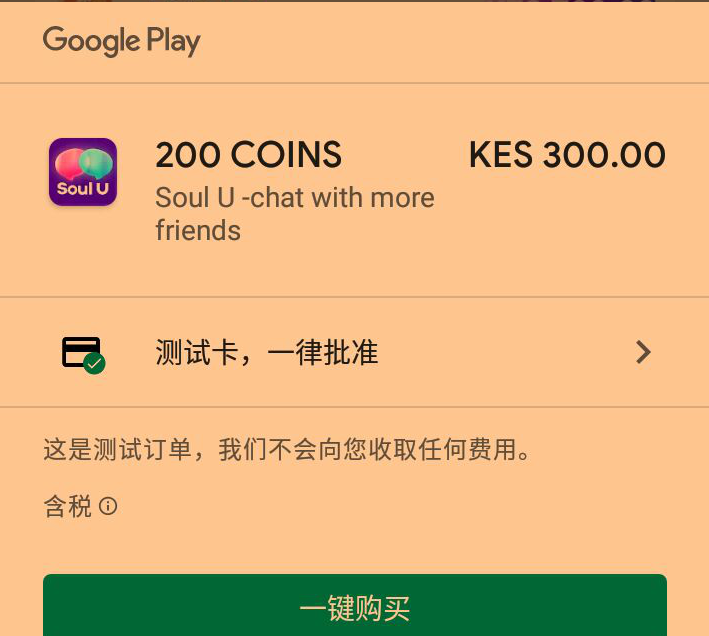 Google Play
200 COINS
KES 300.00
Soul U
Soul U -chat with more
friends
测试卡，一律批准
这是测试订单，我们不会向您收取任何费用。
含税
一键购买